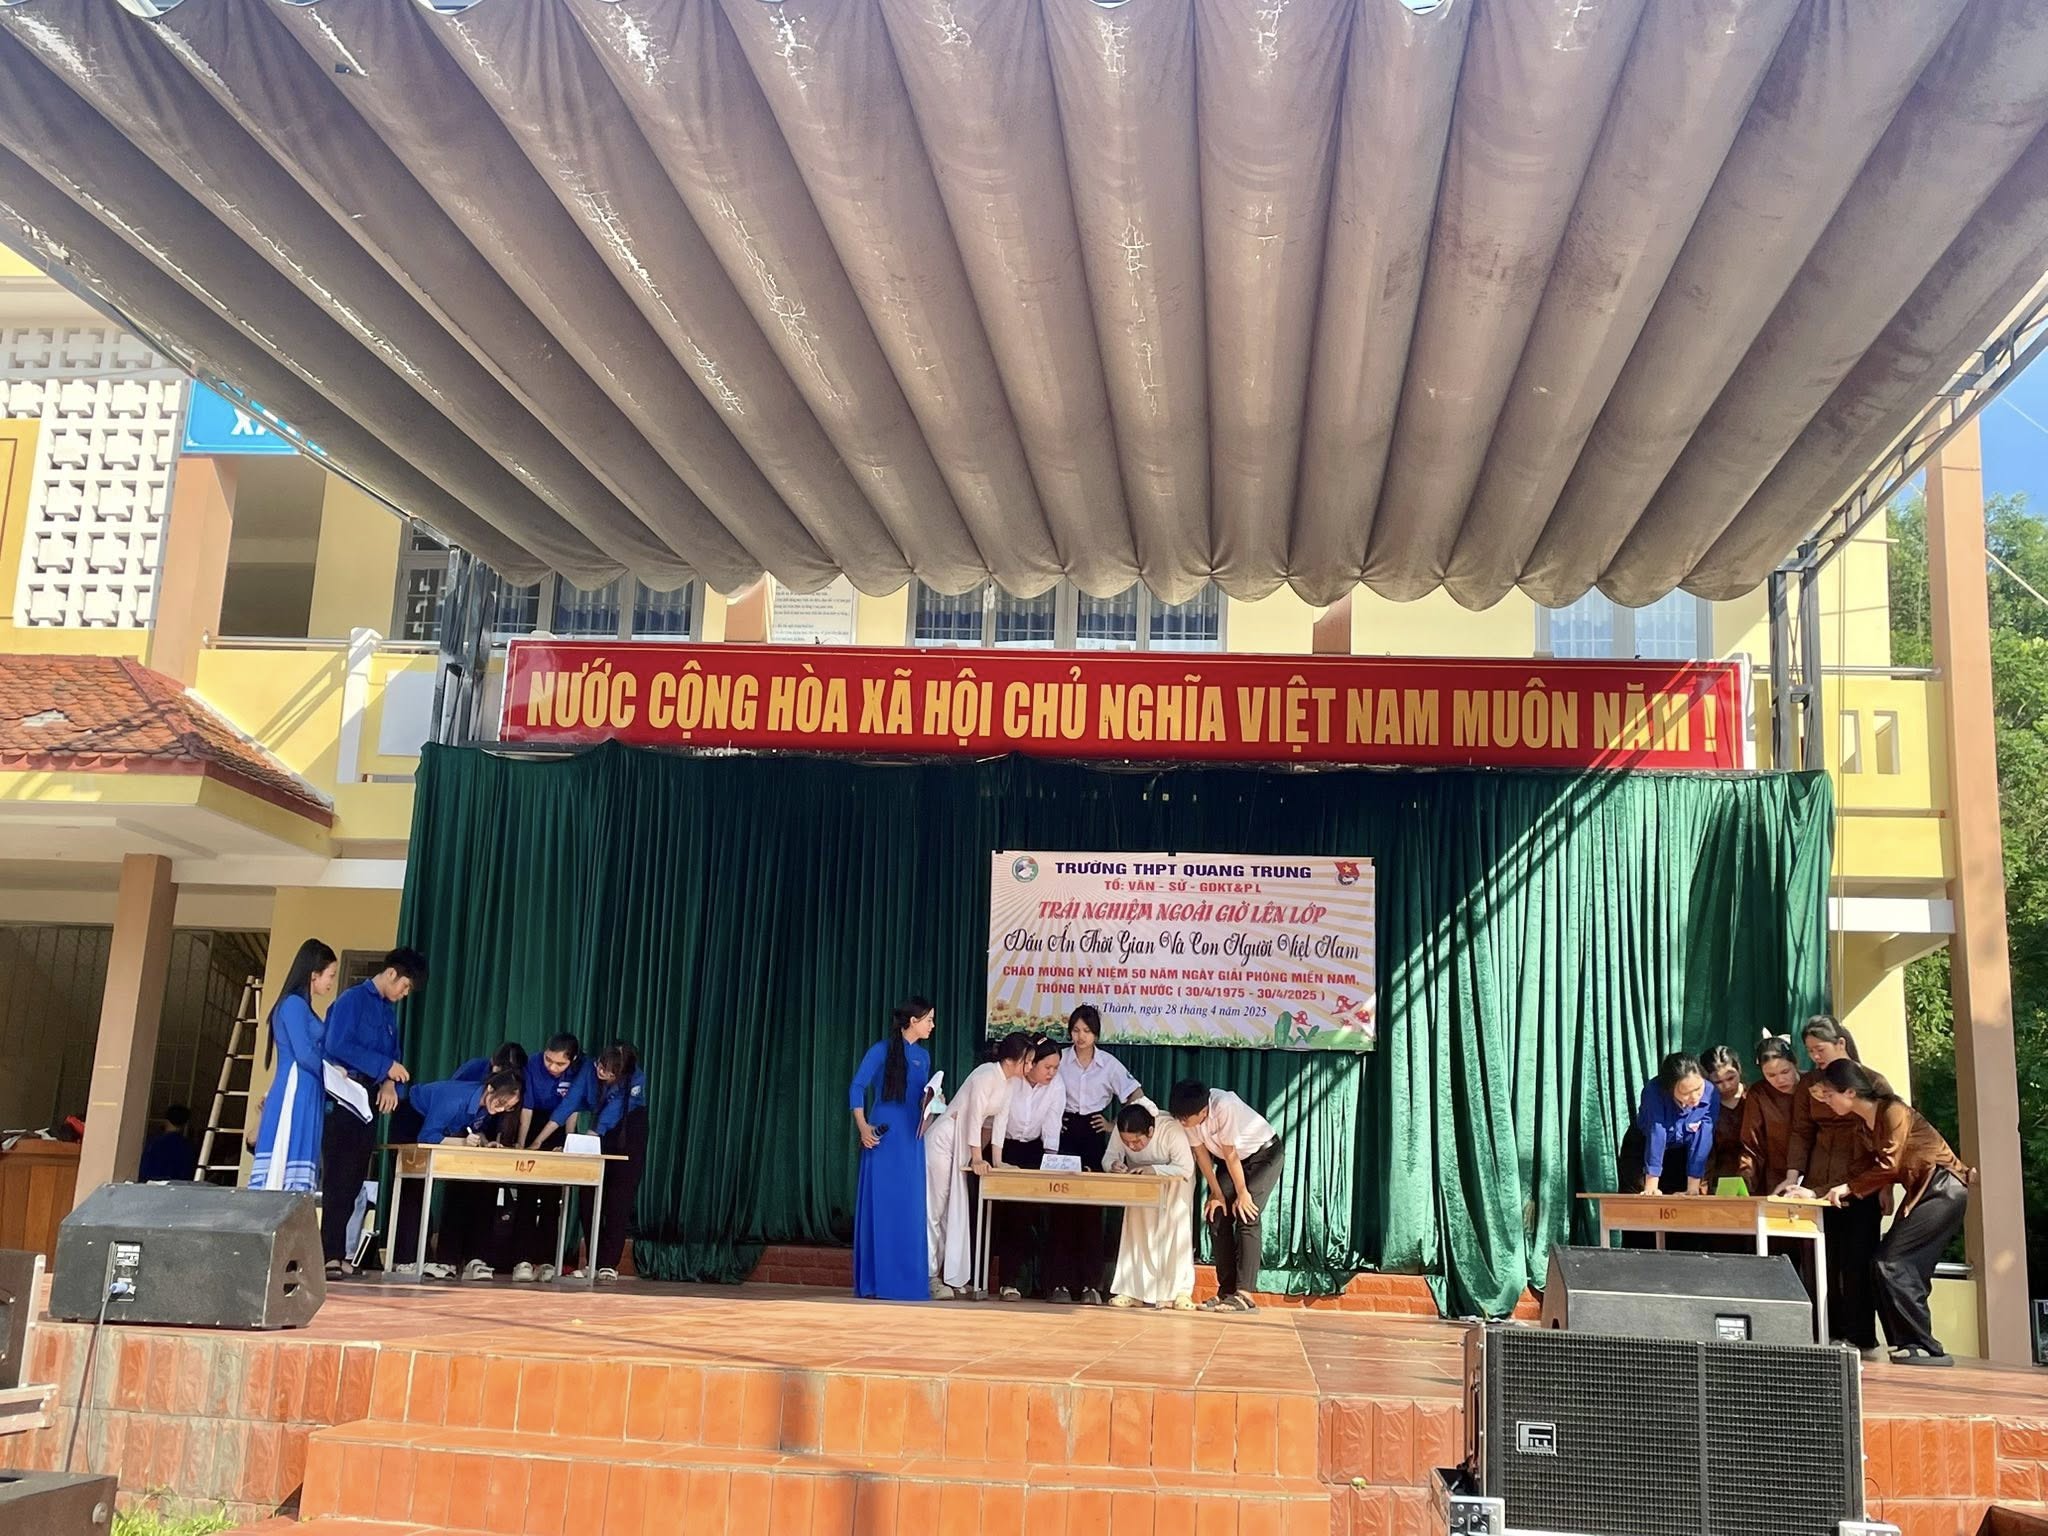 NƯỚC CỘNG HÒA XÃ HỘI CHỦ NGHĨA VIỆT NAM MUÔN NĂM !
TRƯỜNG THPT QUANG TRUNG
TỔ: VĂN - SỬ - GDKT&PL
TRẢI NGHIỆM NGOÀI GIỜ LÊN LỚP
Dấu Ấn Thời Gian Và Con Người Việt Nam
CHÀO MỪNG KỶ NIỆM 50 NĂM NGÀY GIẢI PHÓNG MIỀN NAM,
THỐNG NHẤT ĐẤT NƯỚC ( 30/4/1975 - 30/4/2025 )
Thành, ngày 28 tháng 4 năm 2025
147
108
160
FILL